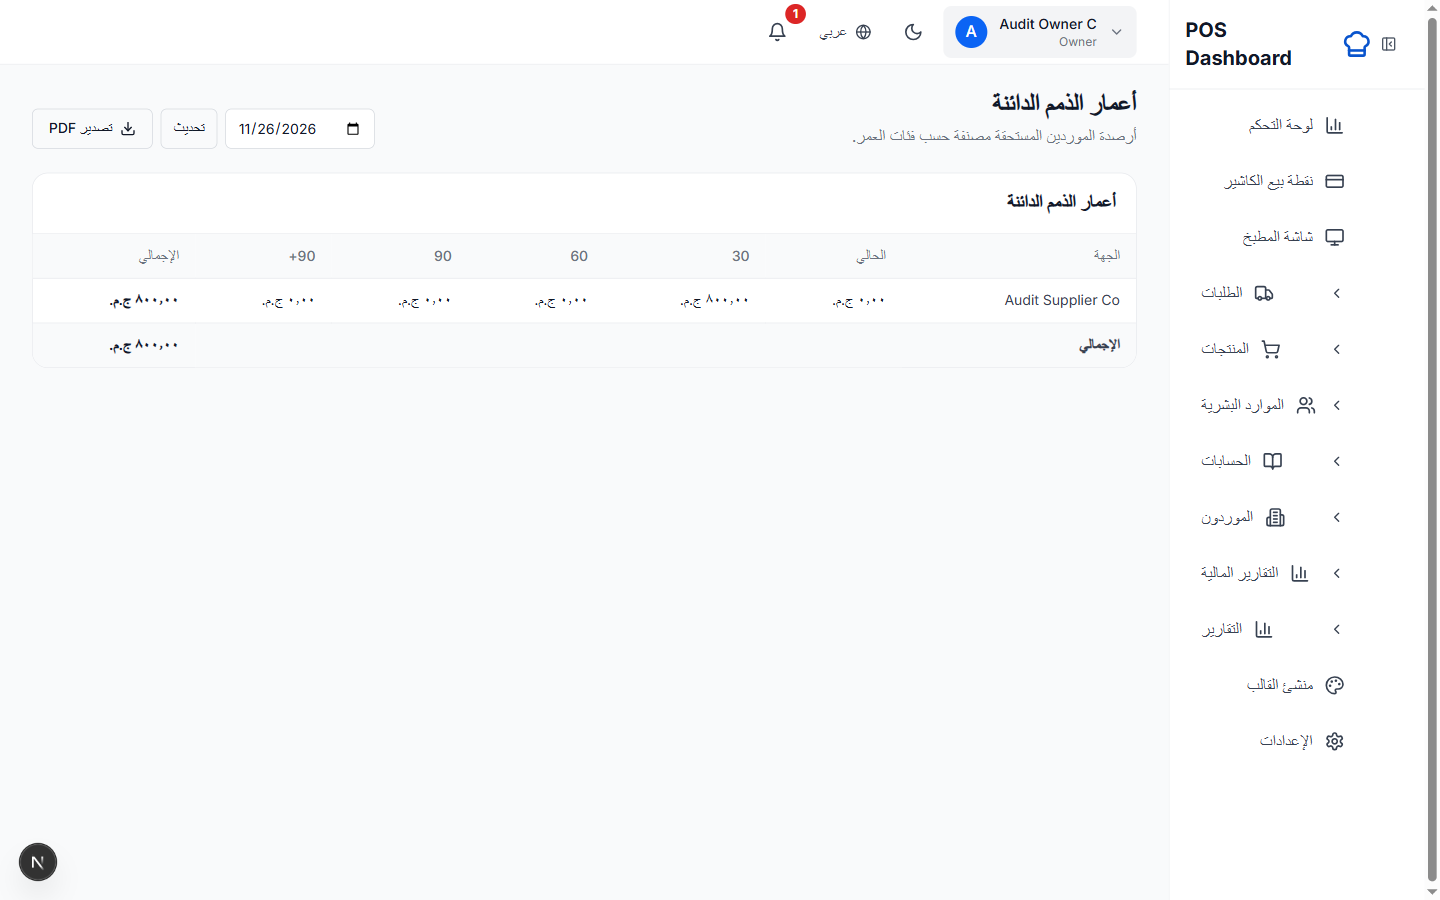 POS
Dashboard
Audit Owner C
Owner
A
عربي
1
لوحة التحكم
نقطة بيع الكاشير
شاشة المطبخ
الطلبات
المنتجات
الموارد البشرية
الحسابات
الموردون
التقارير المالية
التقارير
منشئ القالب
الإعدادات
أعمار الذمم الدائنة
أرصدة الموردين المستحقة مصنفة حسب فئات العمر.
11/26/2026
تحديث
تصدير PDF
أعمار الذمم الدائنة
الجهة الحالي 30 60 90 90+ الإجمالي
Audit Supplier Co ٠٫٠٠ ج.م. ٨٠٠٫٠٠ ج.م. ٠٫٠٠ ج.م. ٠٫٠٠ ج.م. ٠٫٠٠ ج.م. ٨٠٠٫٠٠ ج.م.
الإجمالي ٨٠٠٫٠٠ ج.م.
N